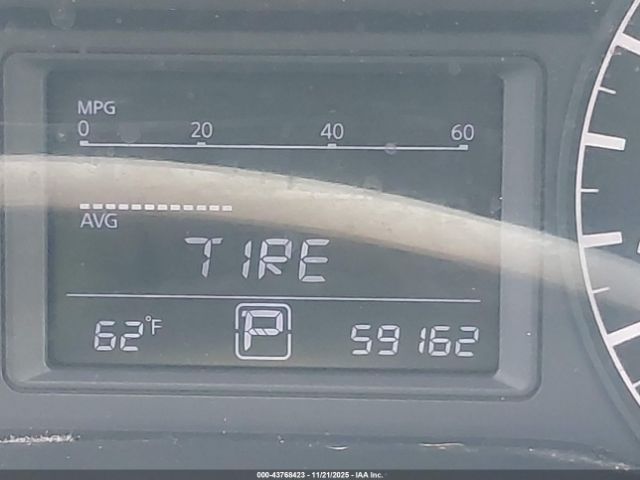 MPG
0 20 40 60
AVG
TIRE
62°F P 59162
000-43768423 - 11/21/2025 - IAA Inc.